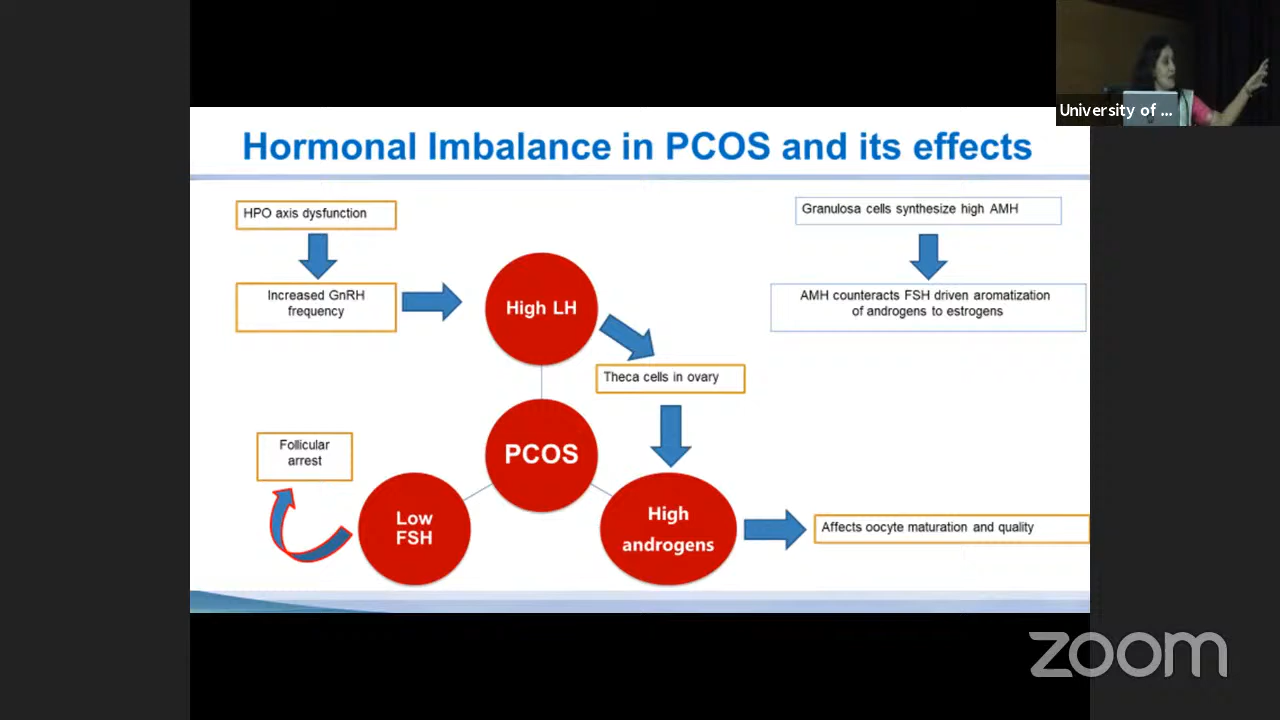 University of ...
Hormonal Imbalance in PCOS and its effects
HPO axis dysfunction
Granulosa cells synthesize high AMH
Increased GnRH
frequency
High LH
AMH counteracts FSH driven aromatization
of androgens to estrogens
Theca cells in ovary
Follicular
arrest
PCOS
Low
FSH
High
androgens
Affects oocyte maturation and quality
zoom